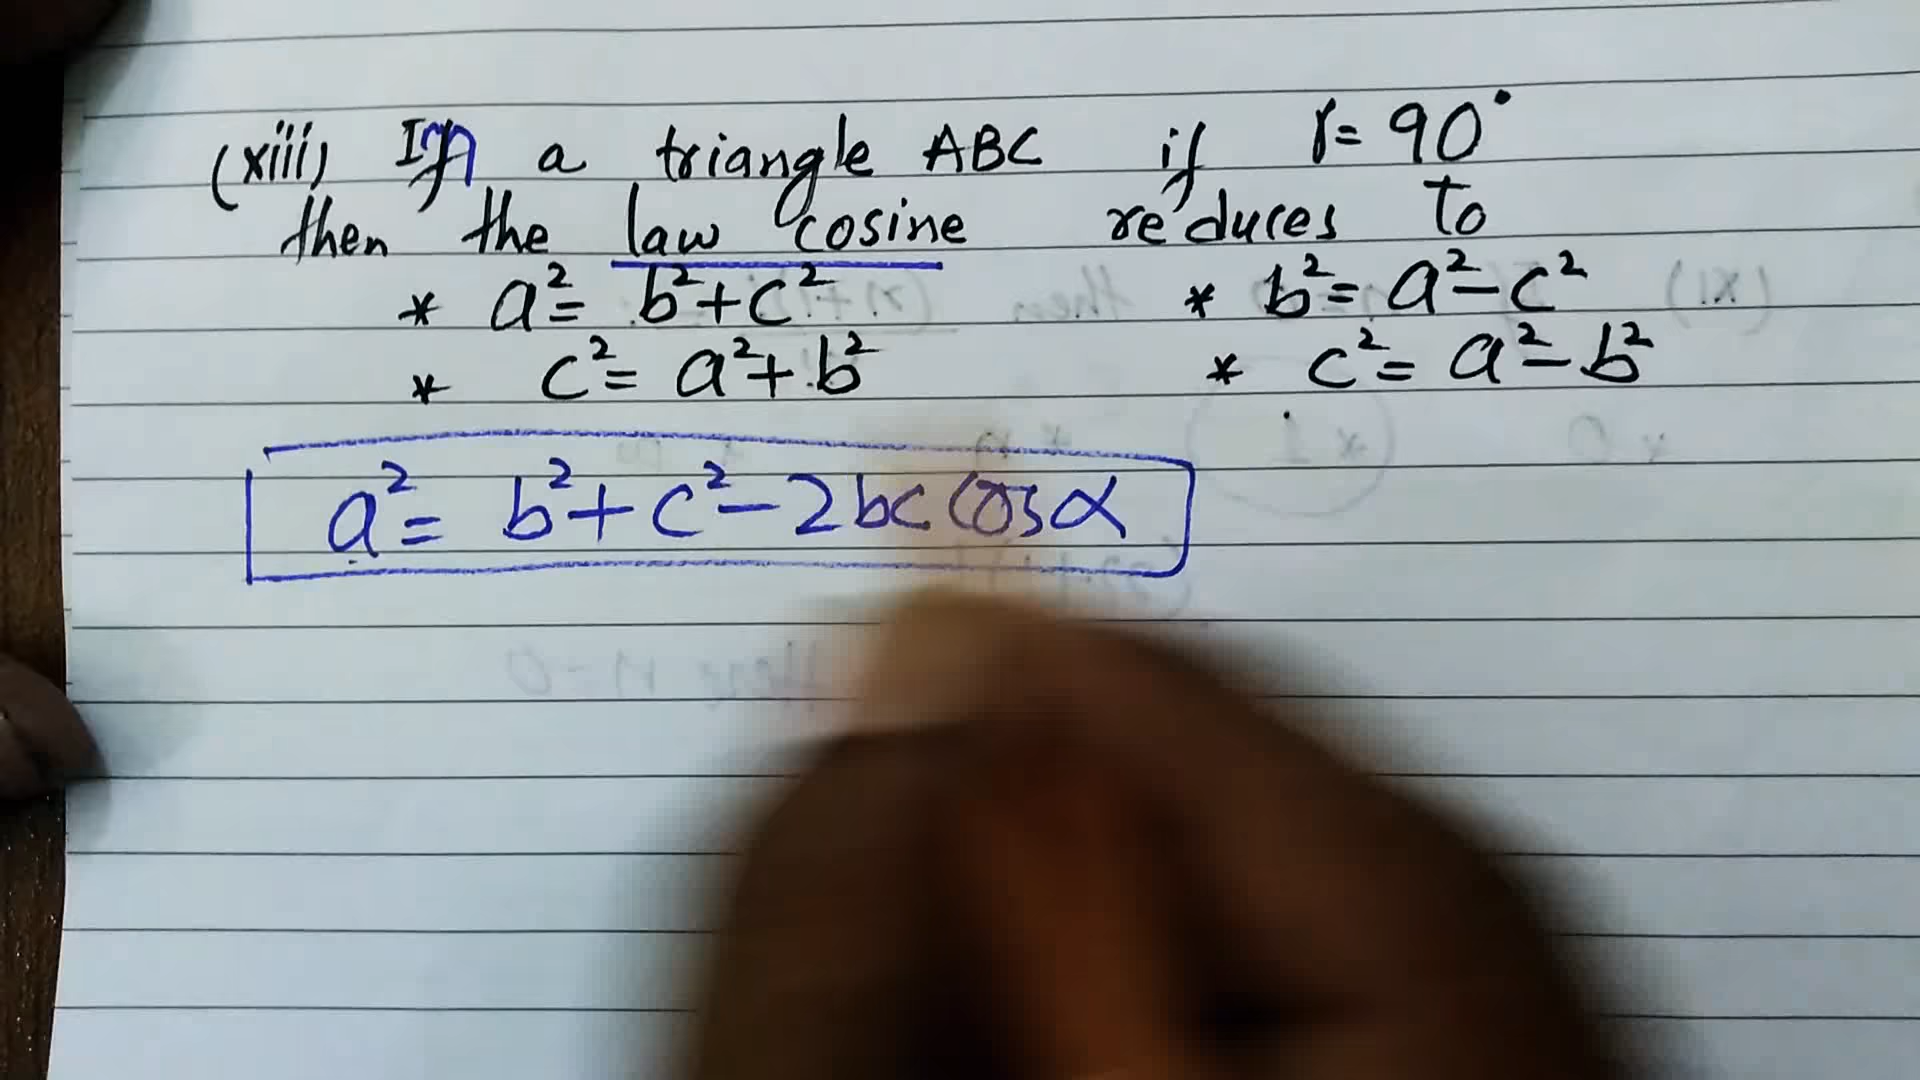 (xiii) In a triangle ABC if γ = 90°
then the law cosine reduces to
* a² = b² + c² * b² = a² - c²
* c² = a² + b² * c² = a² - b²
a² = b² + c² - 2bc Cosα